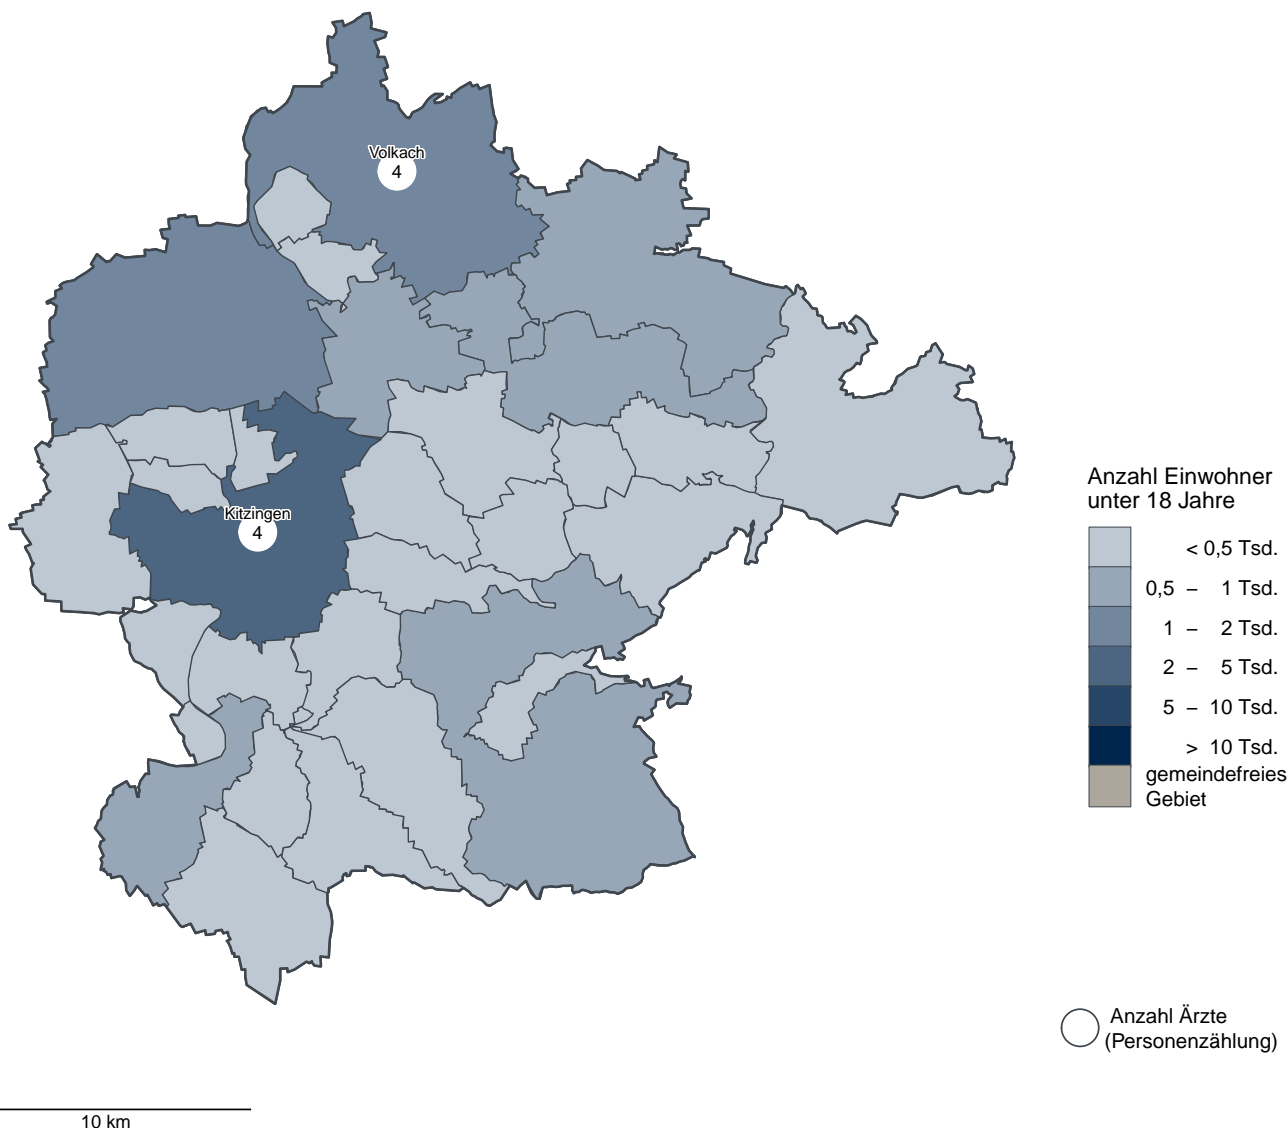 Volkach
4
Kitzingen
4
Anzahl Einwohner
unter 18 Jahre
< 0,5 Tsd.
0,5 – 1 Tsd.
1 – 2 Tsd.
2 – 5 Tsd.
5 – 10 Tsd.
> 10 Tsd.
gemeindefreies
Gebiet
Anzahl Ärzte
(Personenzählung)
10 km